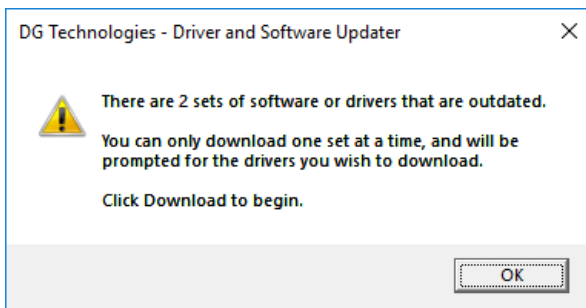 DG Technologies - Driver and Software Updater
There are 2 sets of software or drivers that are outdated.
You can only download one set at a time, and will be
prompted for the drivers you wish to download.
Click Download to begin.
OK